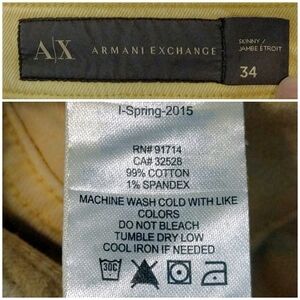 A|X ARMANI EXCHANGE
SKINNY /
JAMBE ETROIT
34
I-Spring-2015
RN# 91714
CA# 32528
99% COTTON
1% SPANDEX
MACHINE WASH COLD WITH LIKE
COLORS
DO NOT BLEACH
TUMBLE DRY LOW
COOL IRON IF NEEDED
30C